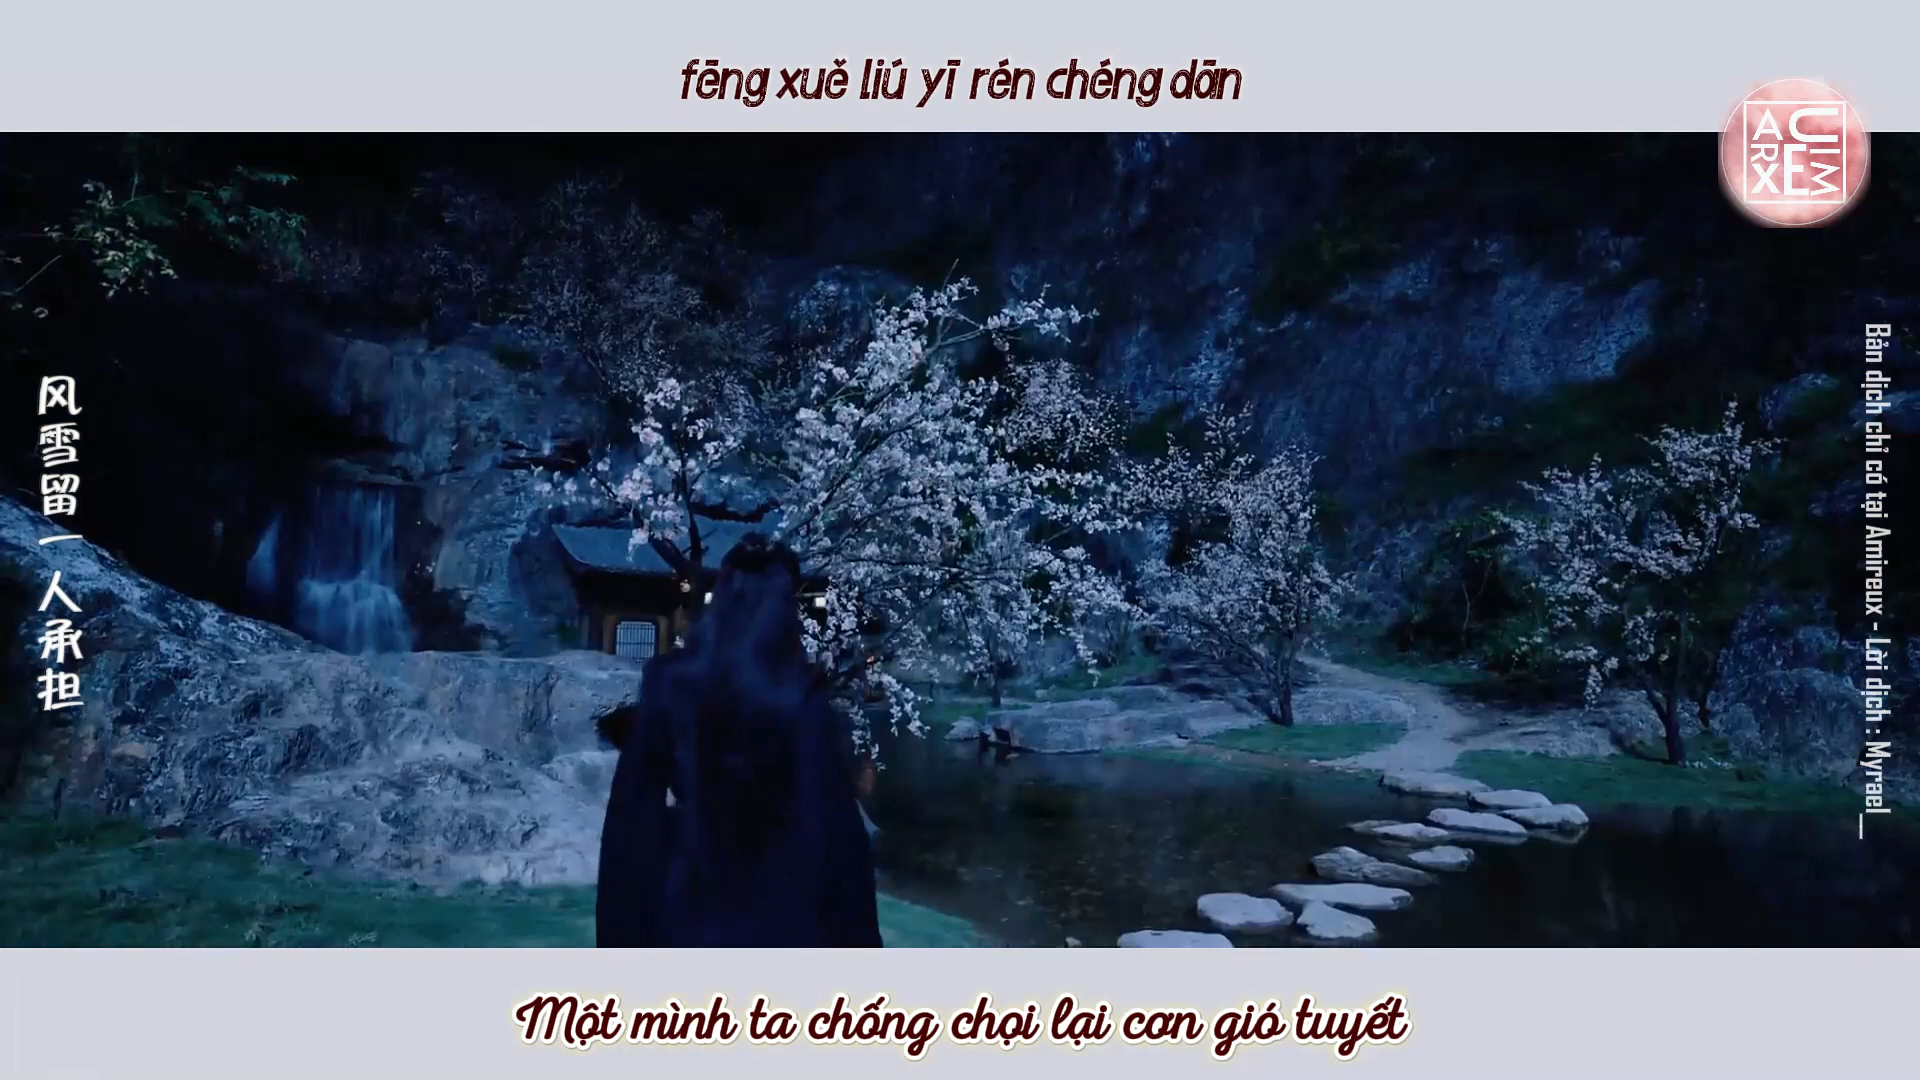 fēng xuě liú yī rén chéng dān
AMIREUX
风雪留一人承担
Bản dịch chỉ có tại Amireux - Lời dịch : Myrael_
Một mình ta chống chọi lại cơn gió tuyết